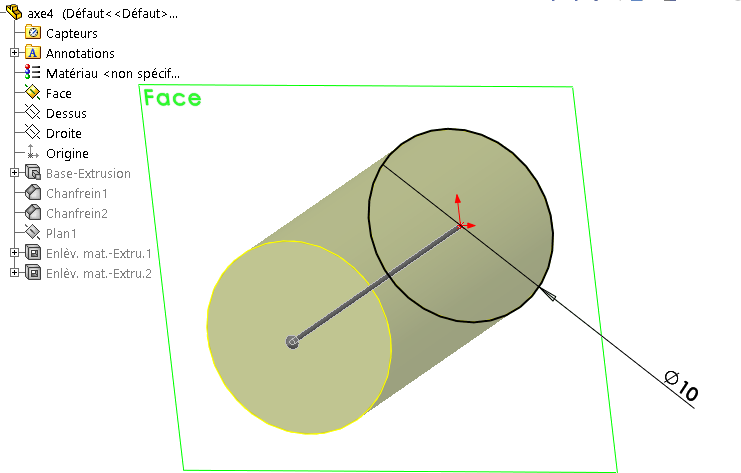 axe4 (Défaut<<Défaut>...
Capteurs
Annotations
Matériau <non spécif...
Face
Dessus
Droite
Origine
Base-Extrusion
Chanfrein1
Chanfrein2
Plan1
Enlèv. mat.-Extru.1
Enlèv. mat.-Extru.2
Face
Ø10